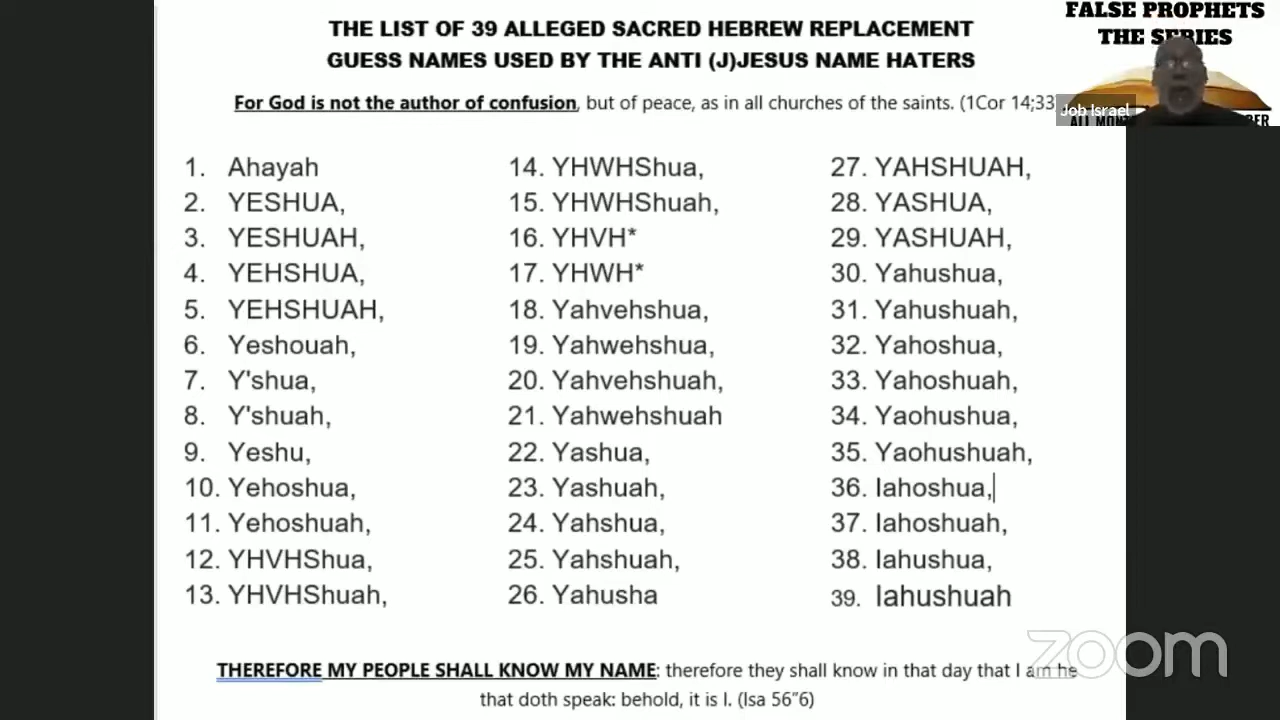 THE LIST OF 39 ALLEGED SACRED HEBREW REPLACEMENT
GUESS NAMES USED BY THE ANTI (J)JESUS NAME HATERS
For God is not the author of confusion, but of peace, as in all churches of the saints. (1Cor 14;33
FALSE PROPHETS
THE SERIES
Job Israel
ALL
1. Ahayah
2. YESHUA,
3. YESHUAH,
4. YEHSHUA,
5. YEHSHUAH,
6. Yeshouah,
7. Y'shua,
8. Y'shuah,
9. Yeshu,
10. Yehoshua,
11. Yehoshuah,
12. YHVHShua,
13. YHVHShuah,
14. YHWHShua,
15. YHWHShuah,
16. YHVH*
17. YHWH*
18. Yahvehshua,
19. Yahwehshua,
20. Yahvehshuah,
21. Yahwehshuah
22. Yashua,
23. Yashuah,
24. Yahshua,
25. Yahshuah,
26. Yahusha
27. YAHSHUAH,
28. YASHUA,
29. YASHUAH,
30. Yahushua,
31. Yahushuah,
32. Yahoshua,
33. Yahoshuah,
34. Yaohushua,
35. Yaohushuah,
36. Iahoshua,
37. Iahoshuah,
38. Iahushua,
39. Iahushuah
THEREFORE MY PEOPLE SHALL KNOW MY NAME: therefore they shall know in that day that I am he
that doth speak: behold, it is I. (Isa 56"6)
zoom